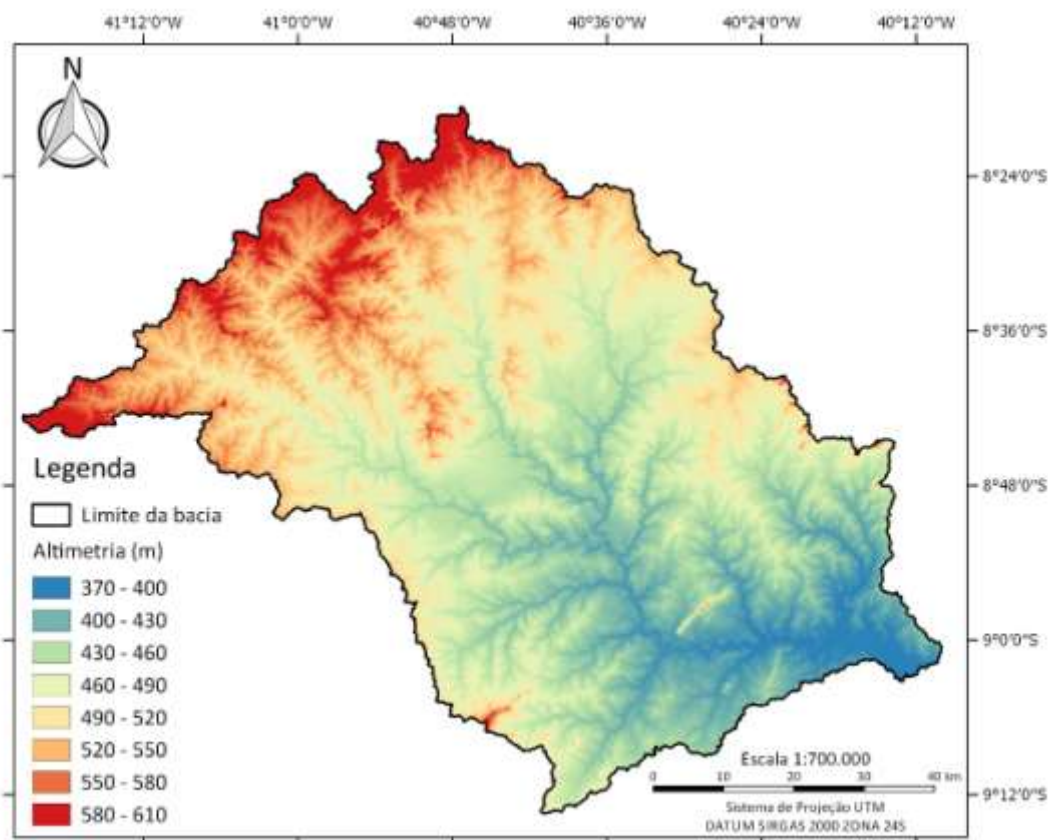 41°12'0"W 41°0'0"W 40°48'0"W 40°36'0"W 40°24'0"W 40°12'0"W
N
8°24'0"S
8°36'0"S
8°48'0"S
9°0'0"S
9°12'0"S
Legenda
Limite da bacia
Altimetria (m)
370 - 400
400 - 430
430 - 460
460 - 490
490 - 520
520 - 550
550 - 580
580 - 610
Escala 1:700.000
0 10 20 30 40 km
Sistema de Projeção UTM
DATUM SIRGAS 2000 ZONA 24S